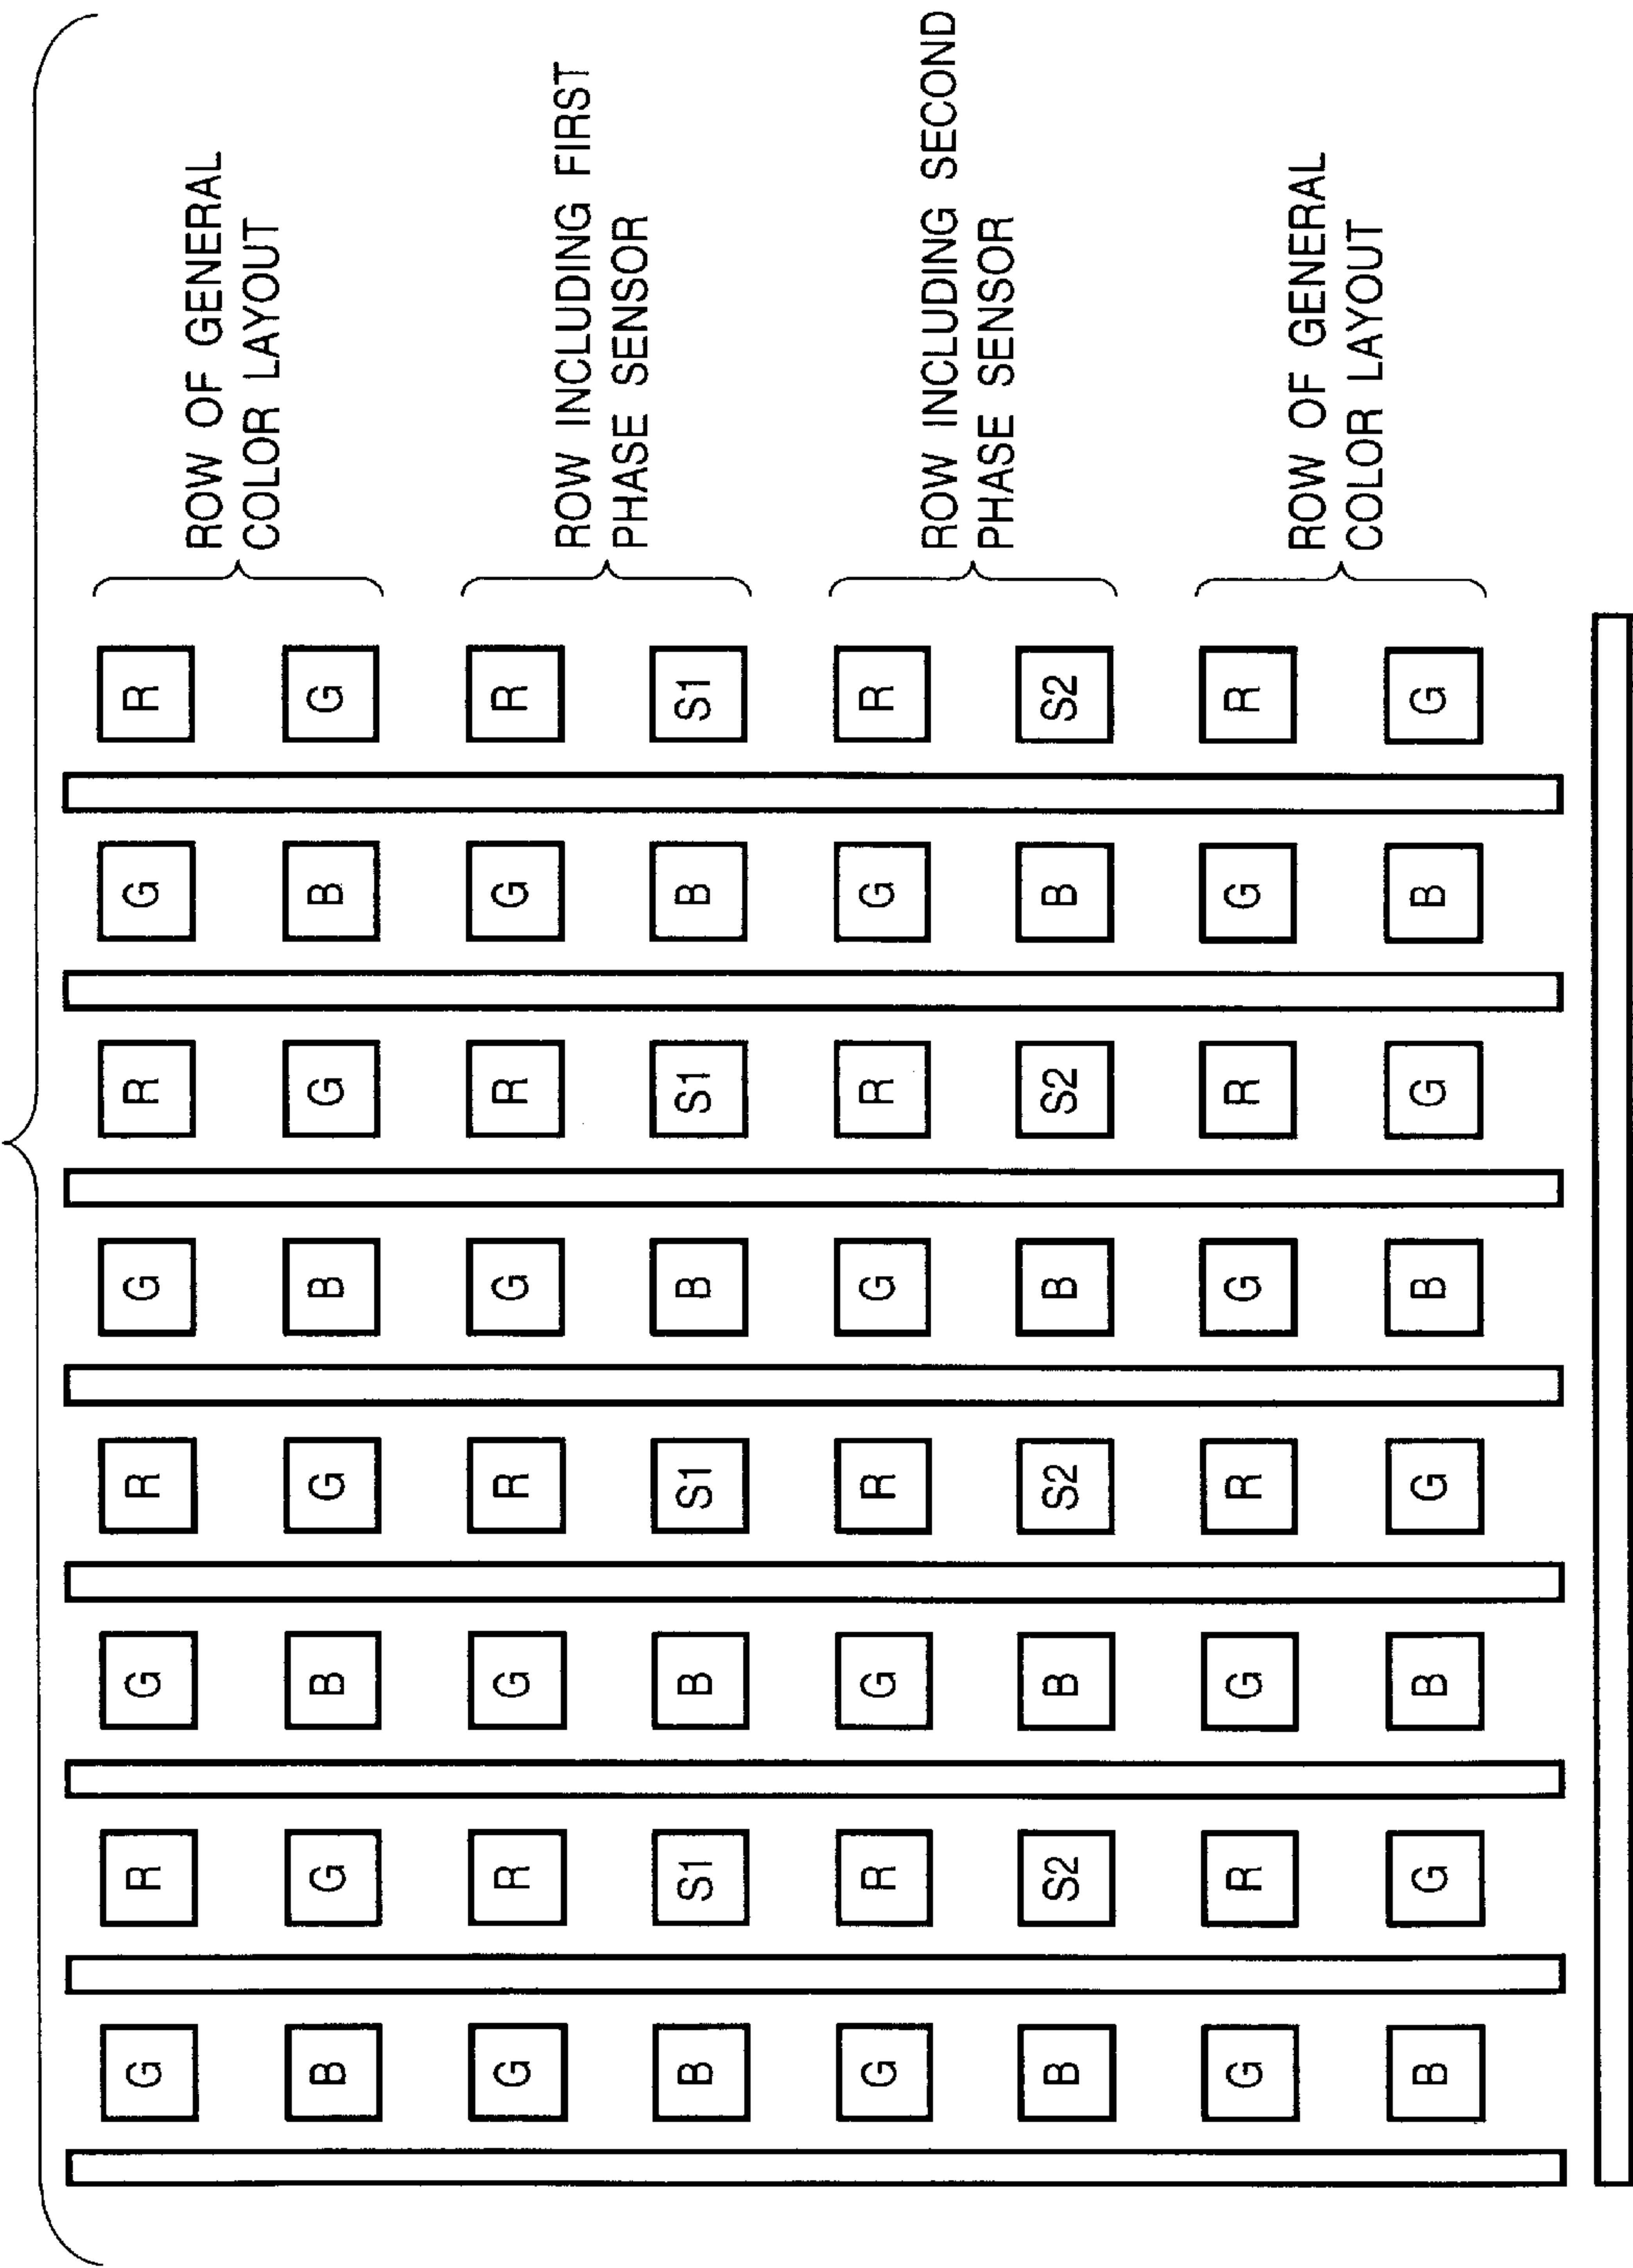 G R G R G R G R
ROW OF GENERAL
COLOR LAYOUT
B G B G B G B G
G R G R G R G R
ROW INCLUDING FIRST
PHASE SENSOR
B S1 B S1 B S1 B S1
G R G R G R G R
ROW INCLUDING SECOND
PHASE SENSOR
B S2 B S2 B S2 B S2
G R G R G R G R
ROW OF GENERAL
COLOR LAYOUT
B G B G B G B G